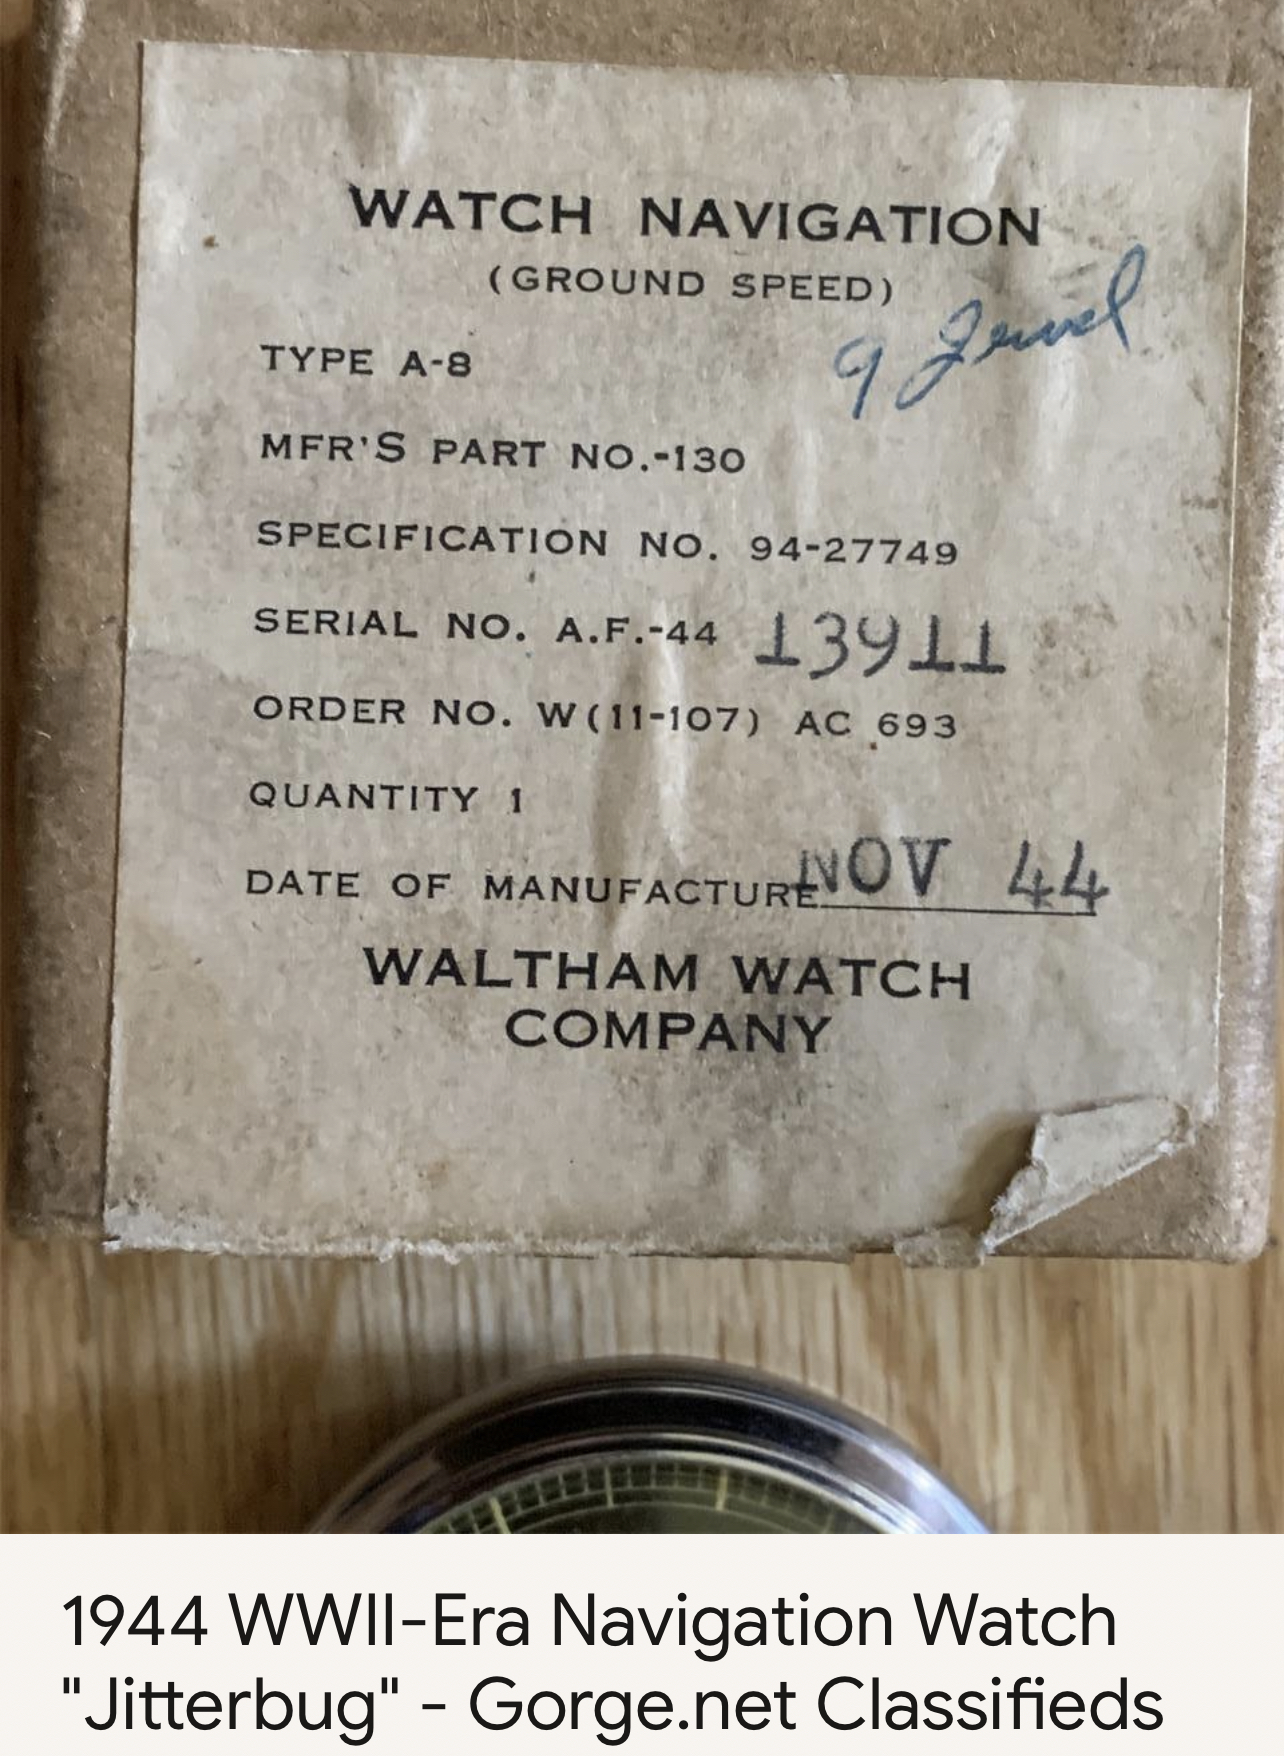 WATCH NAVIGATION
(GROUND SPEED)
9 Jewel
TYPE A-8
MFR'S PART NO.-130
SPECIFICATION NO. 94-27749
SERIAL NO. A.F.-44 13911
ORDER NO. W(11-107) AC 693
QUANTITY 1
DATE OF MANUFACTURE NOV 44
WALTHAM WATCH
COMPANY
1944 WWII-Era Navigation Watch
"Jitterbug" - Gorge.net Classifieds